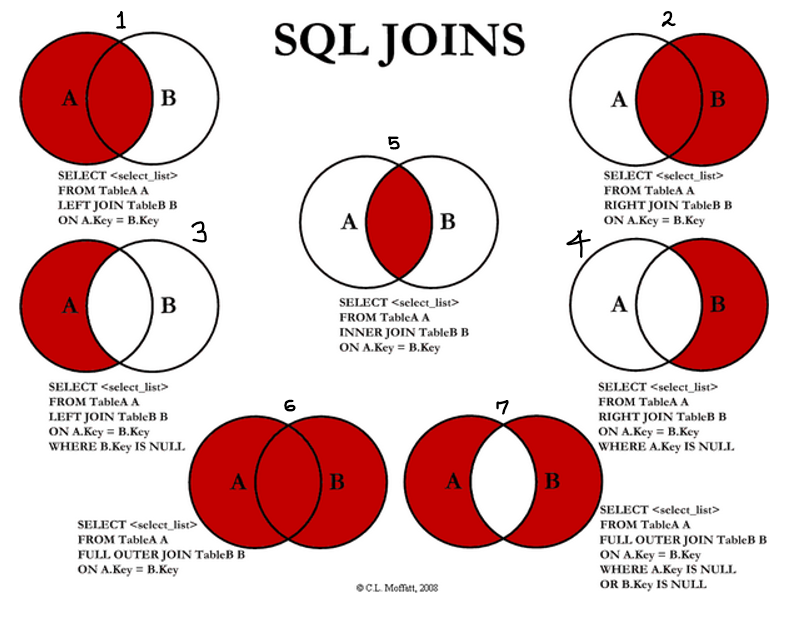 SQL JOINS
1
A
B
SELECT <select_list>
FROM TableA A
LEFT JOIN TableB B
ON A.Key = B.Key
2
A
B
SELECT <select_list>
FROM TableA A
RIGHT JOIN TableB B
ON A.Key = B.Key
5
A
B
SELECT <select_list>
FROM TableA A
INNER JOIN TableB B
ON A.Key = B.Key
3
A
B
SELECT <select_list>
FROM TableA A
LEFT JOIN TableB B
ON A.Key = B.Key
WHERE B.Key IS NULL
4
A
B
SELECT <select_list>
FROM TableA A
RIGHT JOIN TableB B
ON A.Key = B.Key
WHERE A.Key IS NULL
6
A
B
SELECT <select_list>
FROM TableA A
FULL OUTER JOIN TableB B
ON A.Key = B.Key
7
A
B
SELECT <select_list>
FROM TableA A
FULL OUTER JOIN TableB B
ON A.Key = B.Key
WHERE A.Key IS NULL
OR B.Key IS NULL
© C.L. Moffatt, 2008